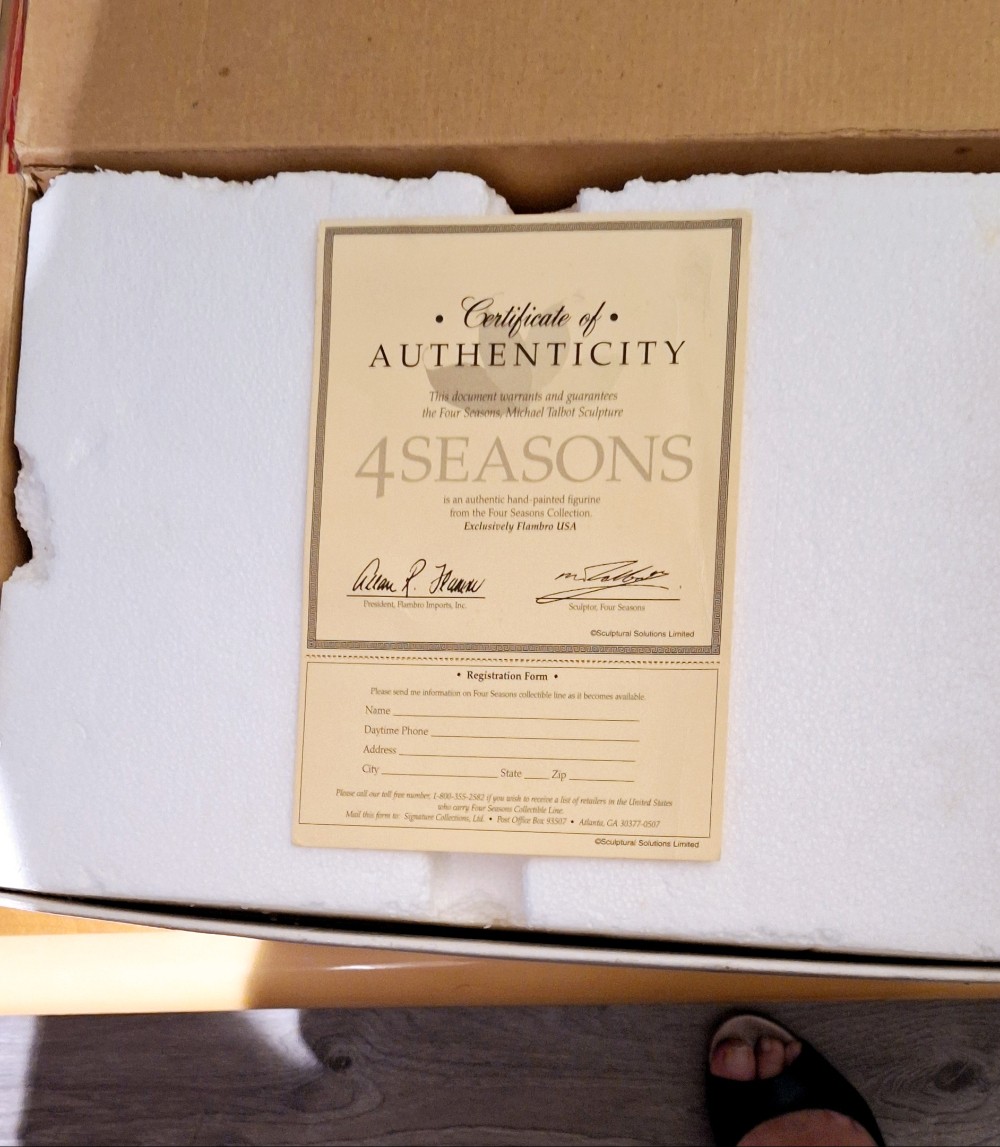 • Certificate of •
AUTHENTICITY
This document warrants and guarantees
the Four Seasons, Michael Talbot Sculpture
4 SEASONS
is an authentic hand-painted figurine
from the Four Seasons Collection.
Exclusively Flambro USA
President, Flambro Imports, Inc.
Sculptor, Four Seasons
©Sculptural Solutions Limited
• Registration Form •
Please send me information on Four Seasons collectible line as it becomes available.
Name
Daytime Phone
Address
City State Zip
Please call our toll free number, 1-800-355-2582 if you wish to receive a list of retailers in the United States
who carry Four Seasons Collectible Line.
Mail this form to: Signature Collections, Ltd. • Post Office Box 93507 • Atlanta, GA 30377-0507
©Sculptural Solutions Limited